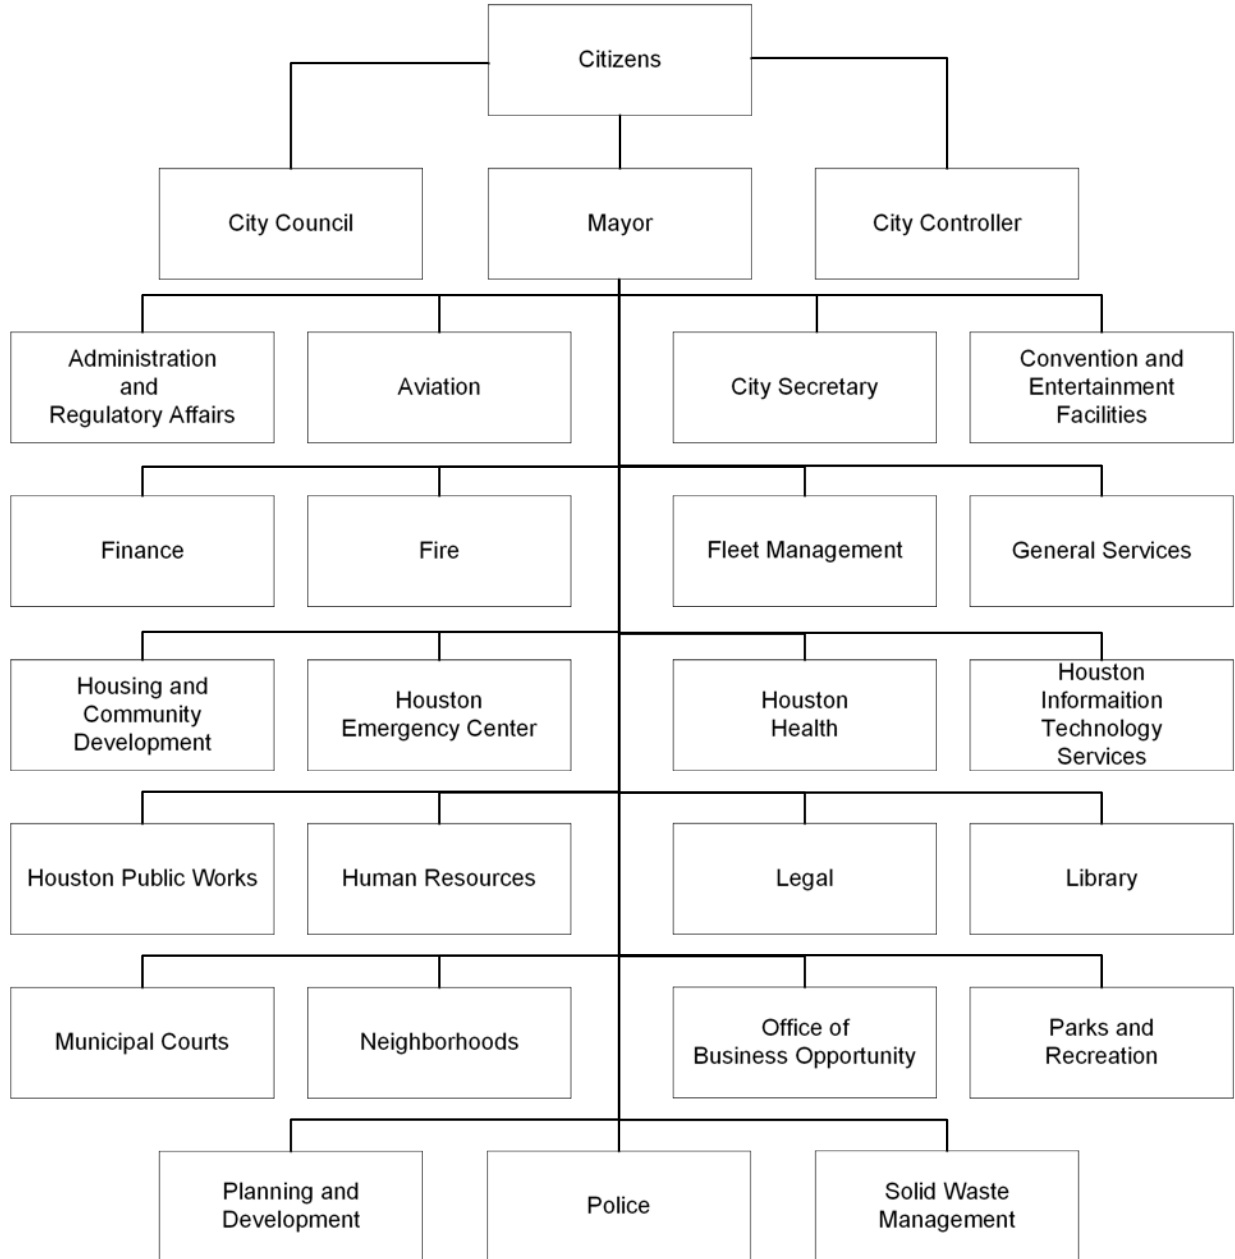 Citizens
City Council
Mayor
City Controller
Administration
and
Regulatory Affairs
Aviation
City Secretary
Convention and
Entertainment
Facilities
Finance
Fire
Fleet Management
General Services
Housing and
Community
Development
Houston
Emergency Center
Houston
Health
Houston
Informaition
Technology
Services
Houston Public Works
Human Resources
Legal
Library
Municipal Courts
Neighborhoods
Office of
Business Opportunity
Parks and
Recreation
Planning and
Development
Police
Solid Waste
Management